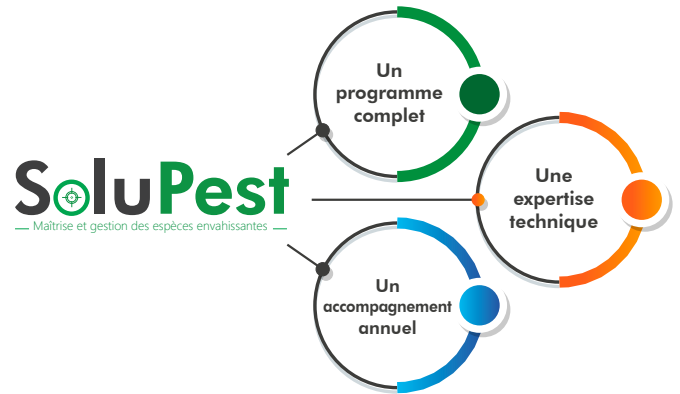 SoluPest
Maîtrise et gestion des espèces envahissantes
Un
programme
complet
Une
expertise
technique
Un
accompagnement
annuel